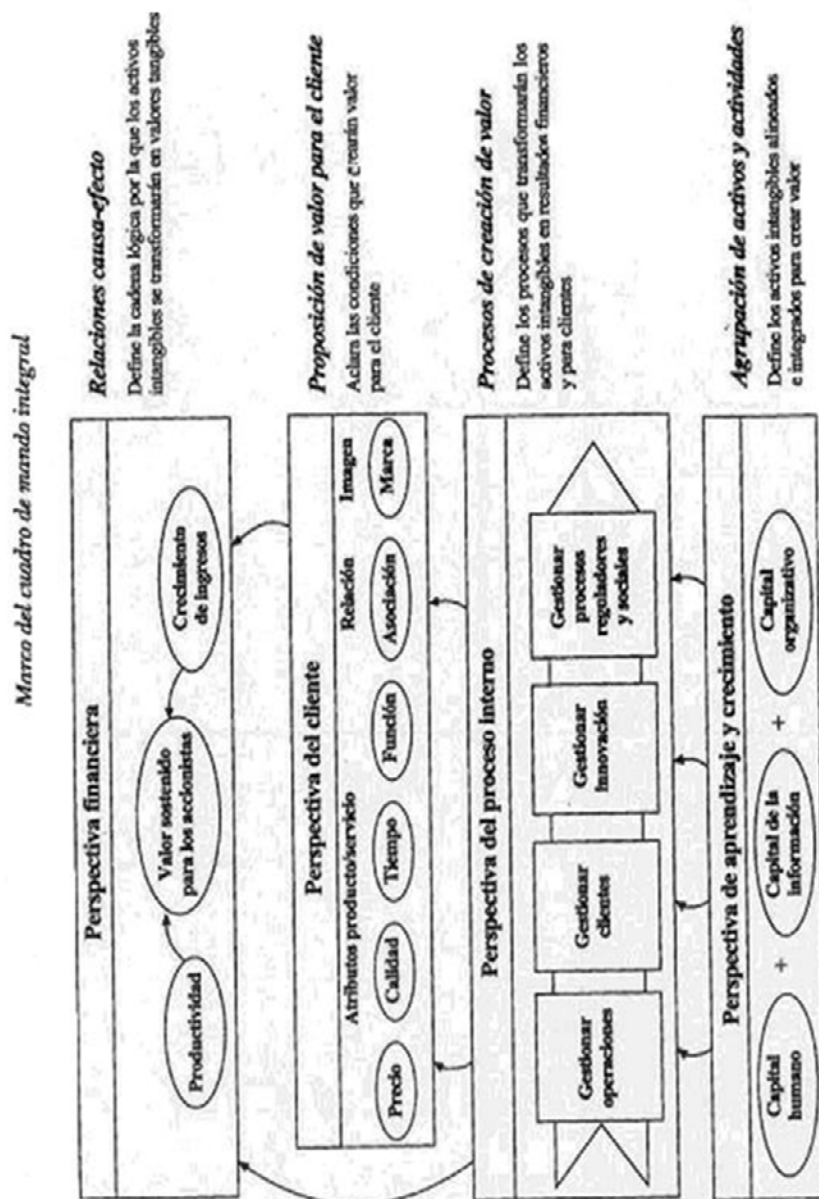 Marco del cuadro de mando integral
Perspectiva financiera
Productividad
Valor sostenido
para los accionistas
Crecimiento
de ingresos
Relaciones causa-efecto
Define la cadena lógica por la que los activos
intangibles se transformarán en valores tangibles
Perspectiva del cliente
Atributos producto/servicio
Relación
Imagen
Precio
Calidad
Tiempo
Función
Asociación
Marca
Proposición de valor para el cliente
Aclara las condiciones que crearán valor
para el cliente
Perspectiva del proceso interno
Gestionar
operaciones
Gestionar
clientes
Gestionar
innovación
Gestionar
procesos
reguladores
y sociales
Procesos de creación de valor
Define los procesos que transformarán los
activos intangibles en resultados financieros
y para clientes
Perspectiva de aprendizaje y crecimiento
Capital
humano
+
Capital de la
información
+
Capital
organizativo
Agrupación de activos y actividades
Define los activos intangibles alineados
e integrados para crear valor